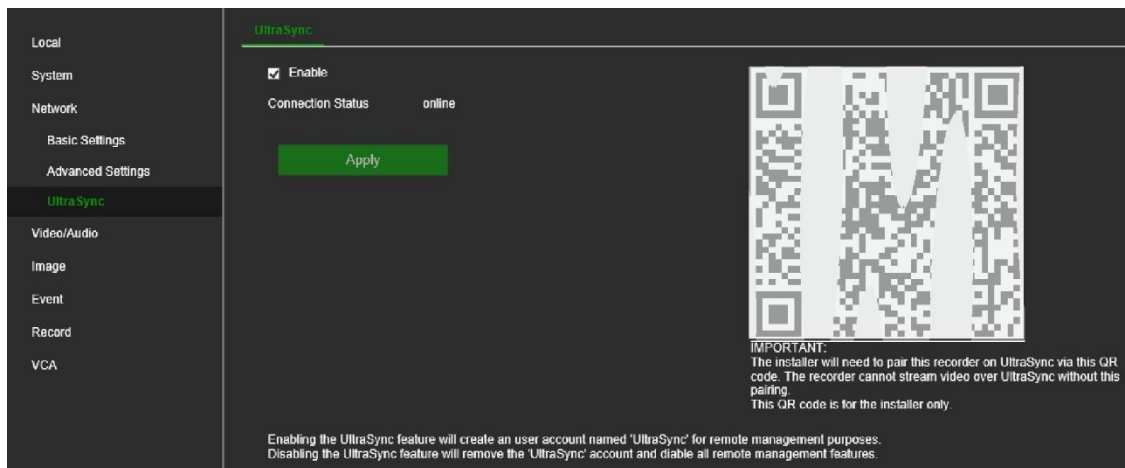 Local
System
Network
Basic Settings
Advanced Settings
UltraSync
Video/Audio
Image
Event
Record
VCA
UltraSync
Enable
Connection Status online
Apply
IMPORTANT:
The installer will need to pair this recorder on UltraSync via this QR
code. The recorder cannot stream video over UltraSync without this
pairing.
This QR code is for the installer only.
Enabling the UltraSync feature will create an user account named 'UltraSync' for remote management purposes.
Disabling the UltraSync feature will remove the 'UltraSync' account and diable all remote management features.